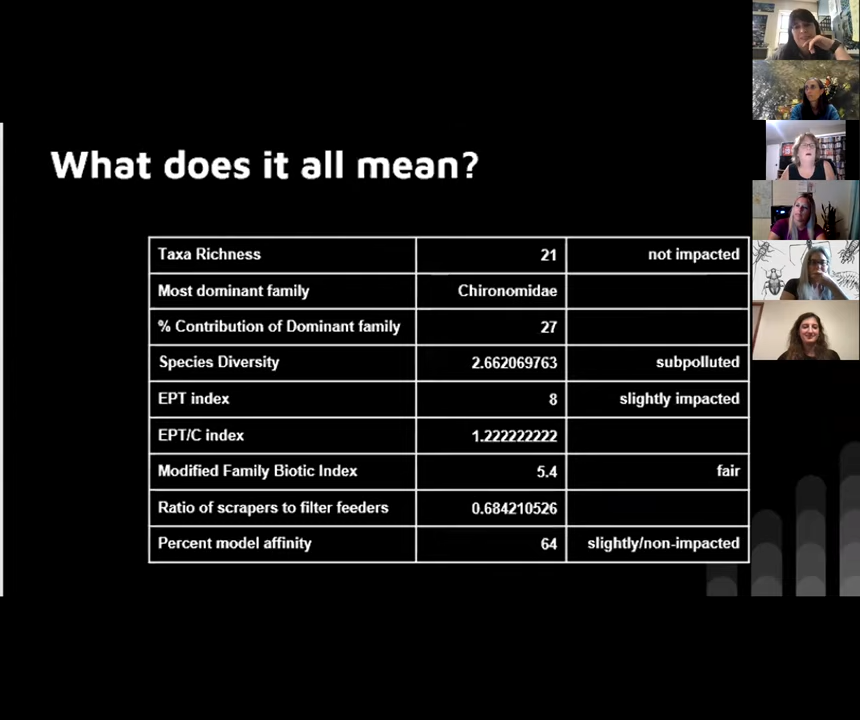 What does it all mean?
Taxa Richness 21 not impacted
Most dominant family Chironomidae
% Contribution of Dominant family 27
Species Diversity 2.662069763 subpolluted
EPT index 8 slightly impacted
EPT/C index 1.222222222
Modified Family Biotic Index 5.4 fair
Ratio of scrapers to filter feeders 0.684210526
Percent model affinity 64 slightly/non-impacted